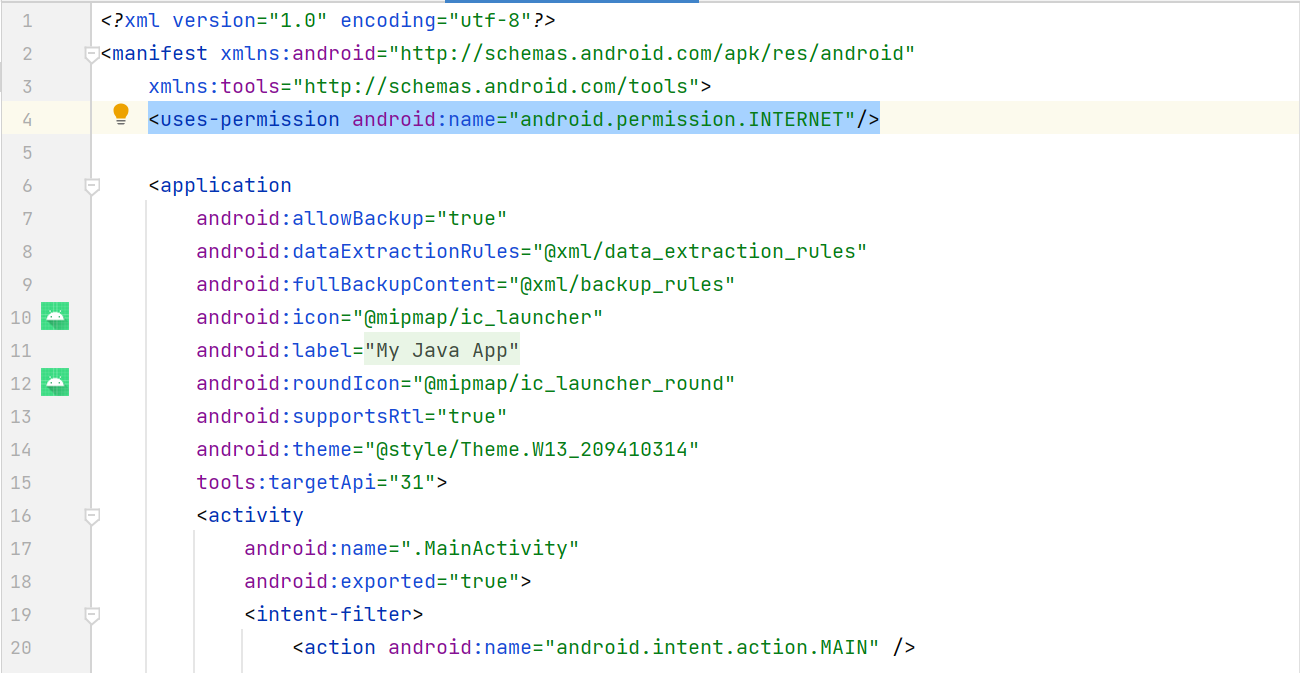 1 <?xml version="1.0" encoding="utf-8"?>
2 <manifest xmlns:android="http://schemas.android.com/apk/res/android"
3     xmlns:tools="http://schemas.android.com/tools">
4     <uses-permission android:name="android.permission.INTERNET"/>
5
6     <application
7         android:allowBackup="true"
8         android:dataExtractionRules="@xml/data_extraction_rules"
9         android:fullBackupContent="@xml/backup_rules"
10         android:icon="@mipmap/ic_launcher"
11         android:label="My Java App"
12         android:roundIcon="@mipmap/ic_launcher_round"
13         android:supportsRtl="true"
14         android:theme="@style/Theme.W13_209410314"
15         tools:targetApi="31">
16         <activity
17             android:name=".MainActivity"
18             android:exported="true">
19             <intent-filter>
20                 <action android:name="android.intent.action.MAIN" />